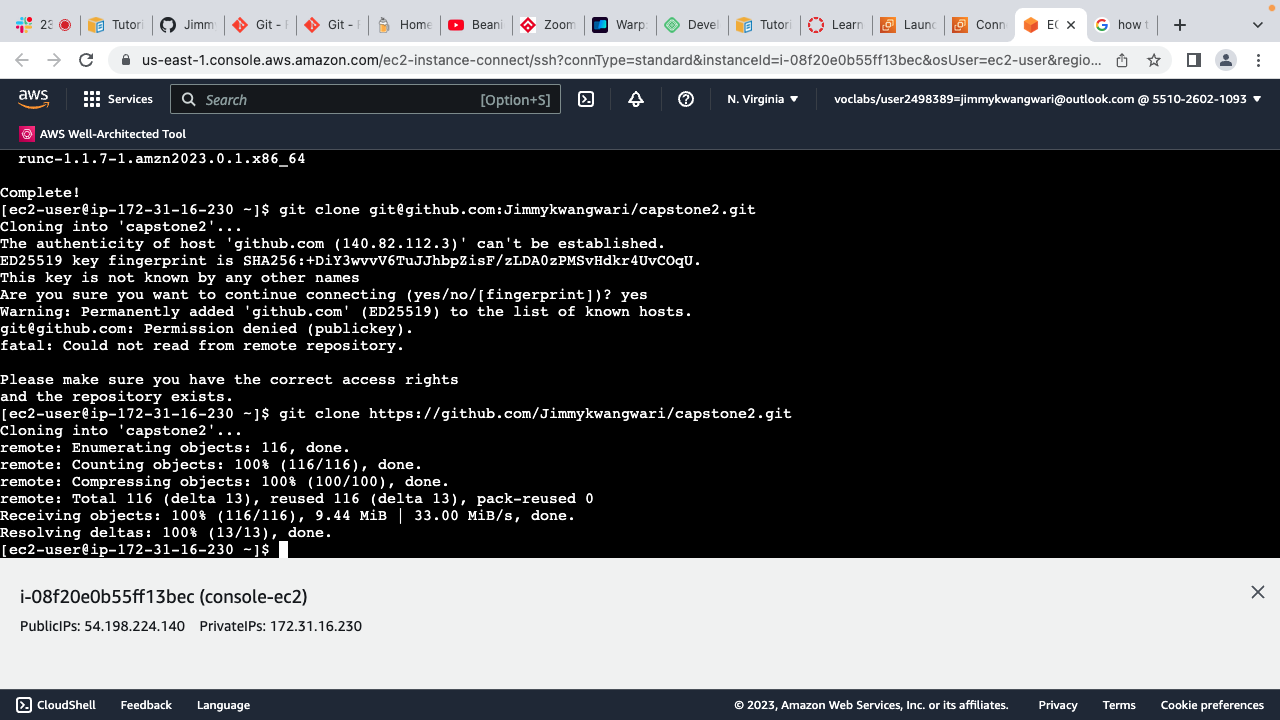 23
Tutori
Jimm
Git - F
Git - F
Home
Beani
Zoom
Warp:
Devel
Tutori
Learn
Laun
Conn
EC
how t
us-east-1.console.aws.amazon.com/ec2-instance-connect/ssh?connType=standard&instanceId=i-08f20e0b55ff13bec&osUser=ec2-user&regio...
aws
Services
Search
[Option+S]
N. Virginia
voclabs/user2498389=jimmykwangwari@outlook.com @ 5510-2602-1093
AWS Well-Architected Tool
runc-1.1.7-1.amzn2023.0.1.x86_64
Complete!
[ec2-user@ip-172-31-16-230 ~]$ git clone git@github.com:Jimmykwangwari/capstone2.git
Cloning into 'capstone2'...
The authenticity of host 'github.com (140.82.112.3)' can't be established.
ED25519 key fingerprint is SHA256:+DiY3wvvV6TuJJhbpZisF/zLDA0zPMSvHdkr4UvCOqU.
This key is not known by any other names
Are you sure you want to continue connecting (yes/no/[fingerprint])? yes
Warning: Permanently added 'github.com' (ED25519) to the list of known hosts.
git@github.com: Permission denied (publickey).
fatal: Could not read from remote repository.
Please make sure you have the correct access rights
and the repository exists.
[ec2-user@ip-172-31-16-230 ~]$ git clone https://github.com/Jimmykwangwari/capstone2.git
Cloning into 'capstone2'...
remote: Enumerating objects: 116, done.
remote: Counting objects: 100% (116/116), done.
remote: Compressing objects: 100% (100/100), done.
remote: Total 116 (delta 13), reused 116 (delta 13), pack-reused 0
Receiving objects: 100% (116/116), 9.44 MiB | 33.00 MiB/s, done.
Resolving deltas: 100% (13/13), done.
[ec2-user@ip-172-31-16-230 ~]$
i-08f20e0b55ff13bec (console-ec2)
PublicIPs: 54.198.224.140 PrivateIPs: 172.31.16.230
CloudShell
Feedback
Language
© 2023, Amazon Web Services, Inc. or its affiliates.
Privacy
Terms
Cookie preferences